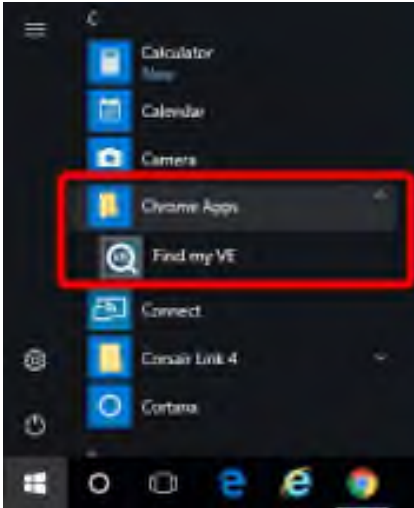 C
Calculator
New
Calendar
Camera
Chrome Apps
Find my VE
Connect
Corsair Link 4
Cortana